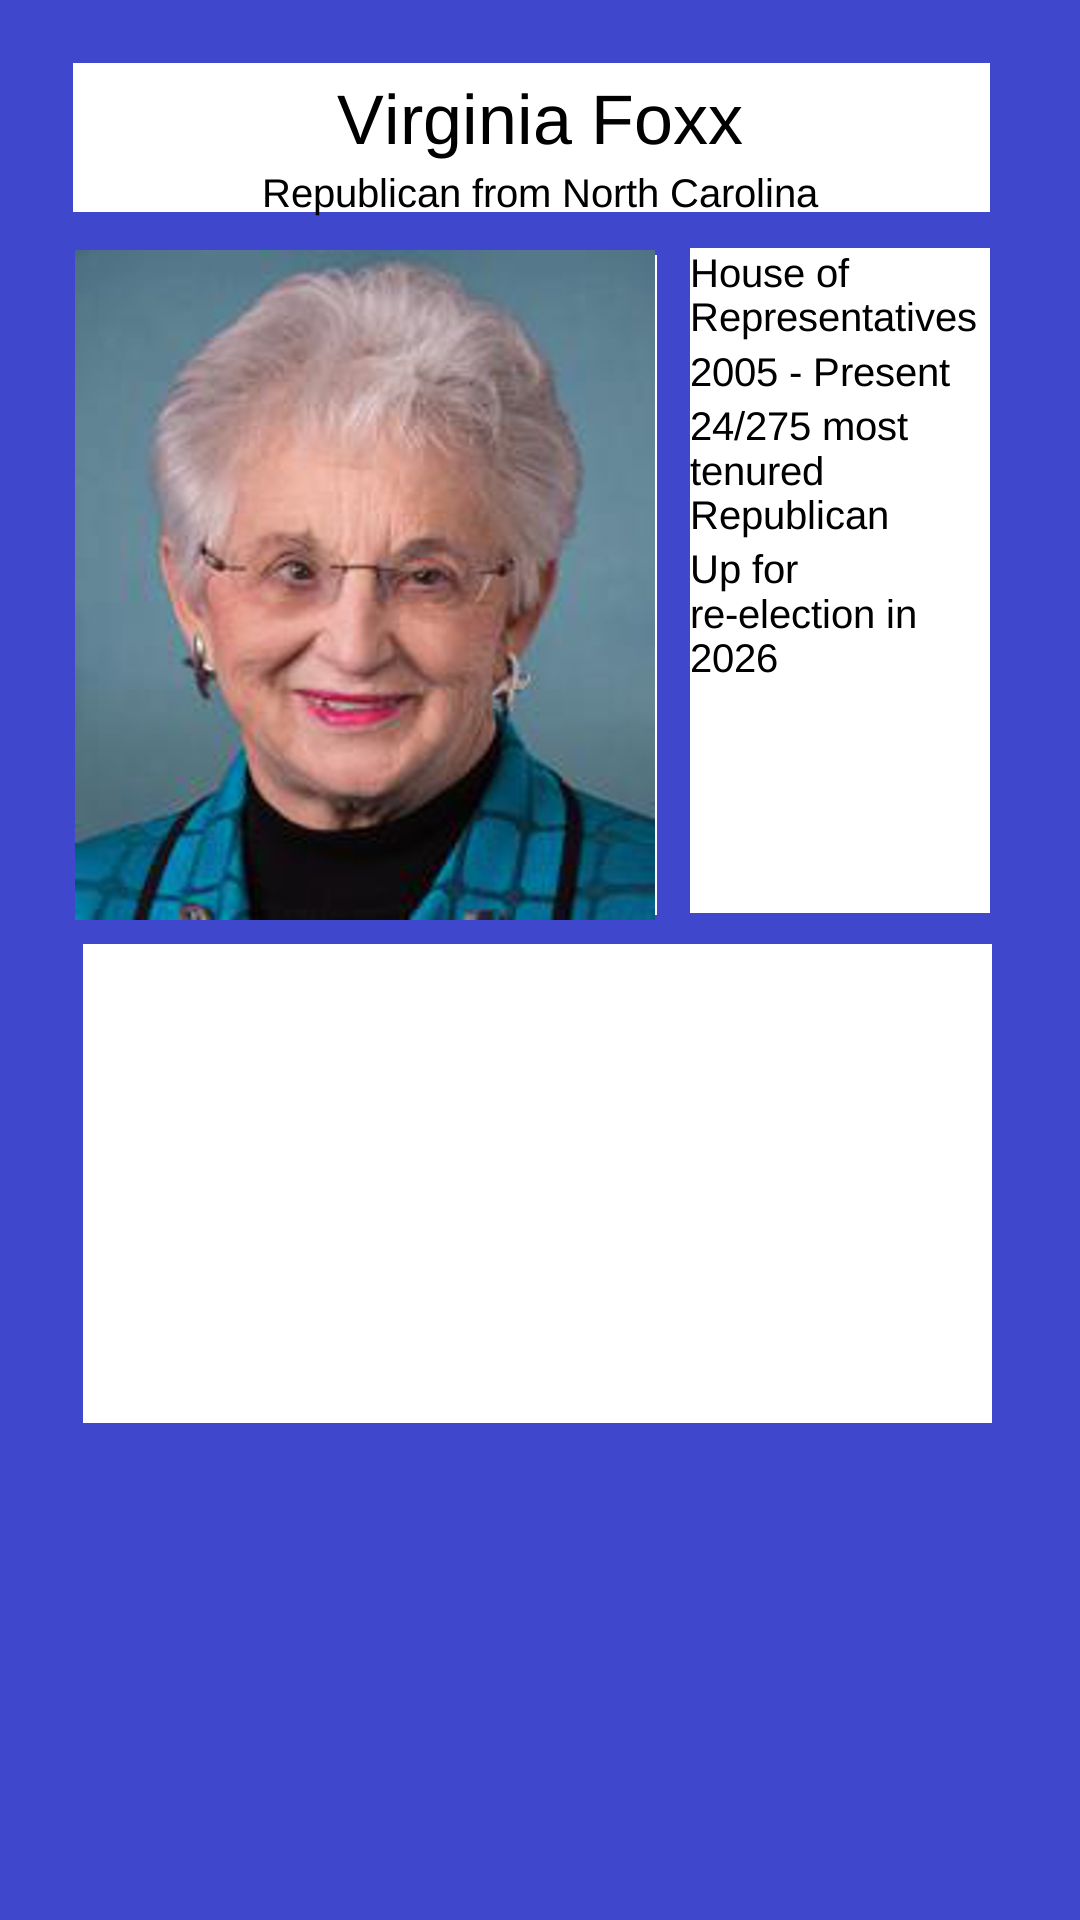 Virginia Foxx
Republican from North Carolina
House of
Representatives
2005 - Present
24/275 most
tenured
Republican
Up for
re-election in
2026